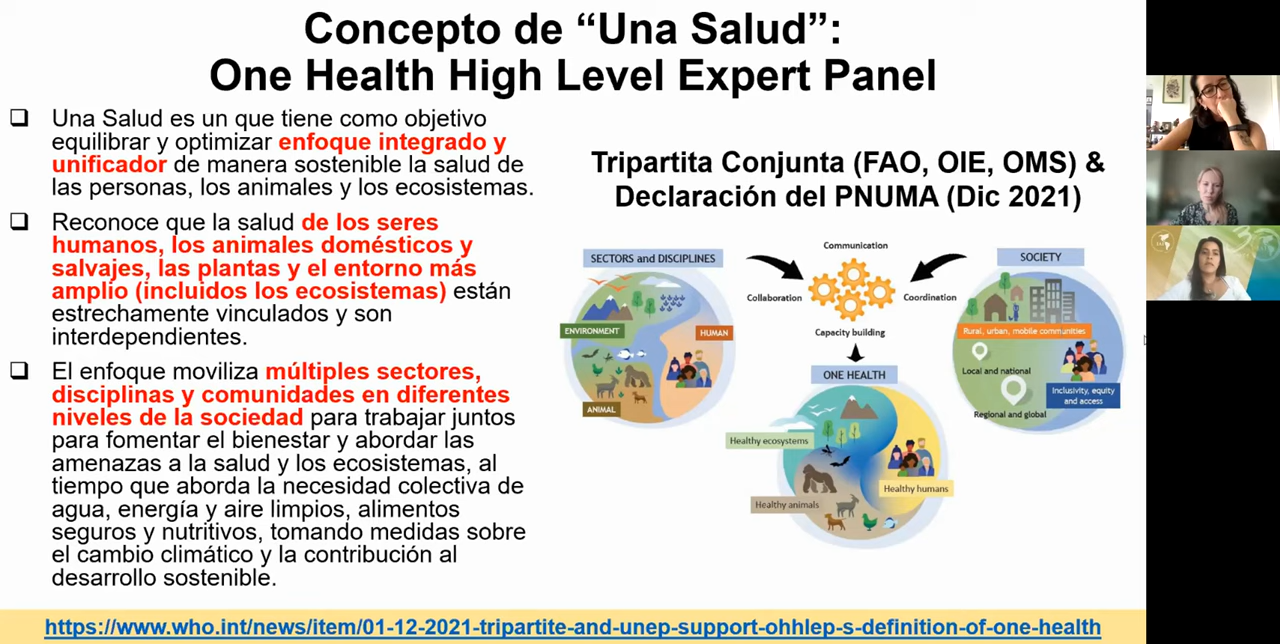 Concepto de “Una Salud”:
One Health High Level Expert Panel
❑ Una Salud es un que tiene como objetivo
equilibrar y optimizar enfoque integrado y
unificador de manera sostenible la salud de
las personas, los animales y los ecosistemas.
❑ Reconoce que la salud de los seres
humanos, los animales domésticos y
salvajes, las plantas y el entorno más
amplio (incluidos los ecosistemas) están
estrechamente vinculados y son
interdependientes.
❑ El enfoque moviliza múltiples sectores,
disciplinas y comunidades en diferentes
niveles de la sociedad para trabajar juntos
para fomentar el bienestar y abordar las
amenazas a la salud y los ecosistemas, al
tiempo que aborda la necesidad colectiva de
agua, energía y aire limpios, alimentos
seguros y nutritivos, tomando medidas sobre
el cambio climático y la contribución al
desarrollo sostenible.
Tripartita Conjunta (FAO, OIE, OMS) &
Declaración del PNUMA (Dic 2021)
SECTORS and DISCIPLINES
ENVIRONMENT
HUMAN
ANIMAL
Communication
Collaboration
Coordination
Capacity building
SOCIETY
Rural, urban, mobile communities
Local and national
Inclusivity, equity
and access
Regional and global
ONE HEALTH
Healthy ecosystems
Healthy humans
Healthy animals
https://www.who.int/news/item/01-12-2021-tripartite-and-unep-support-ohhlep-s-definition-of-one-health